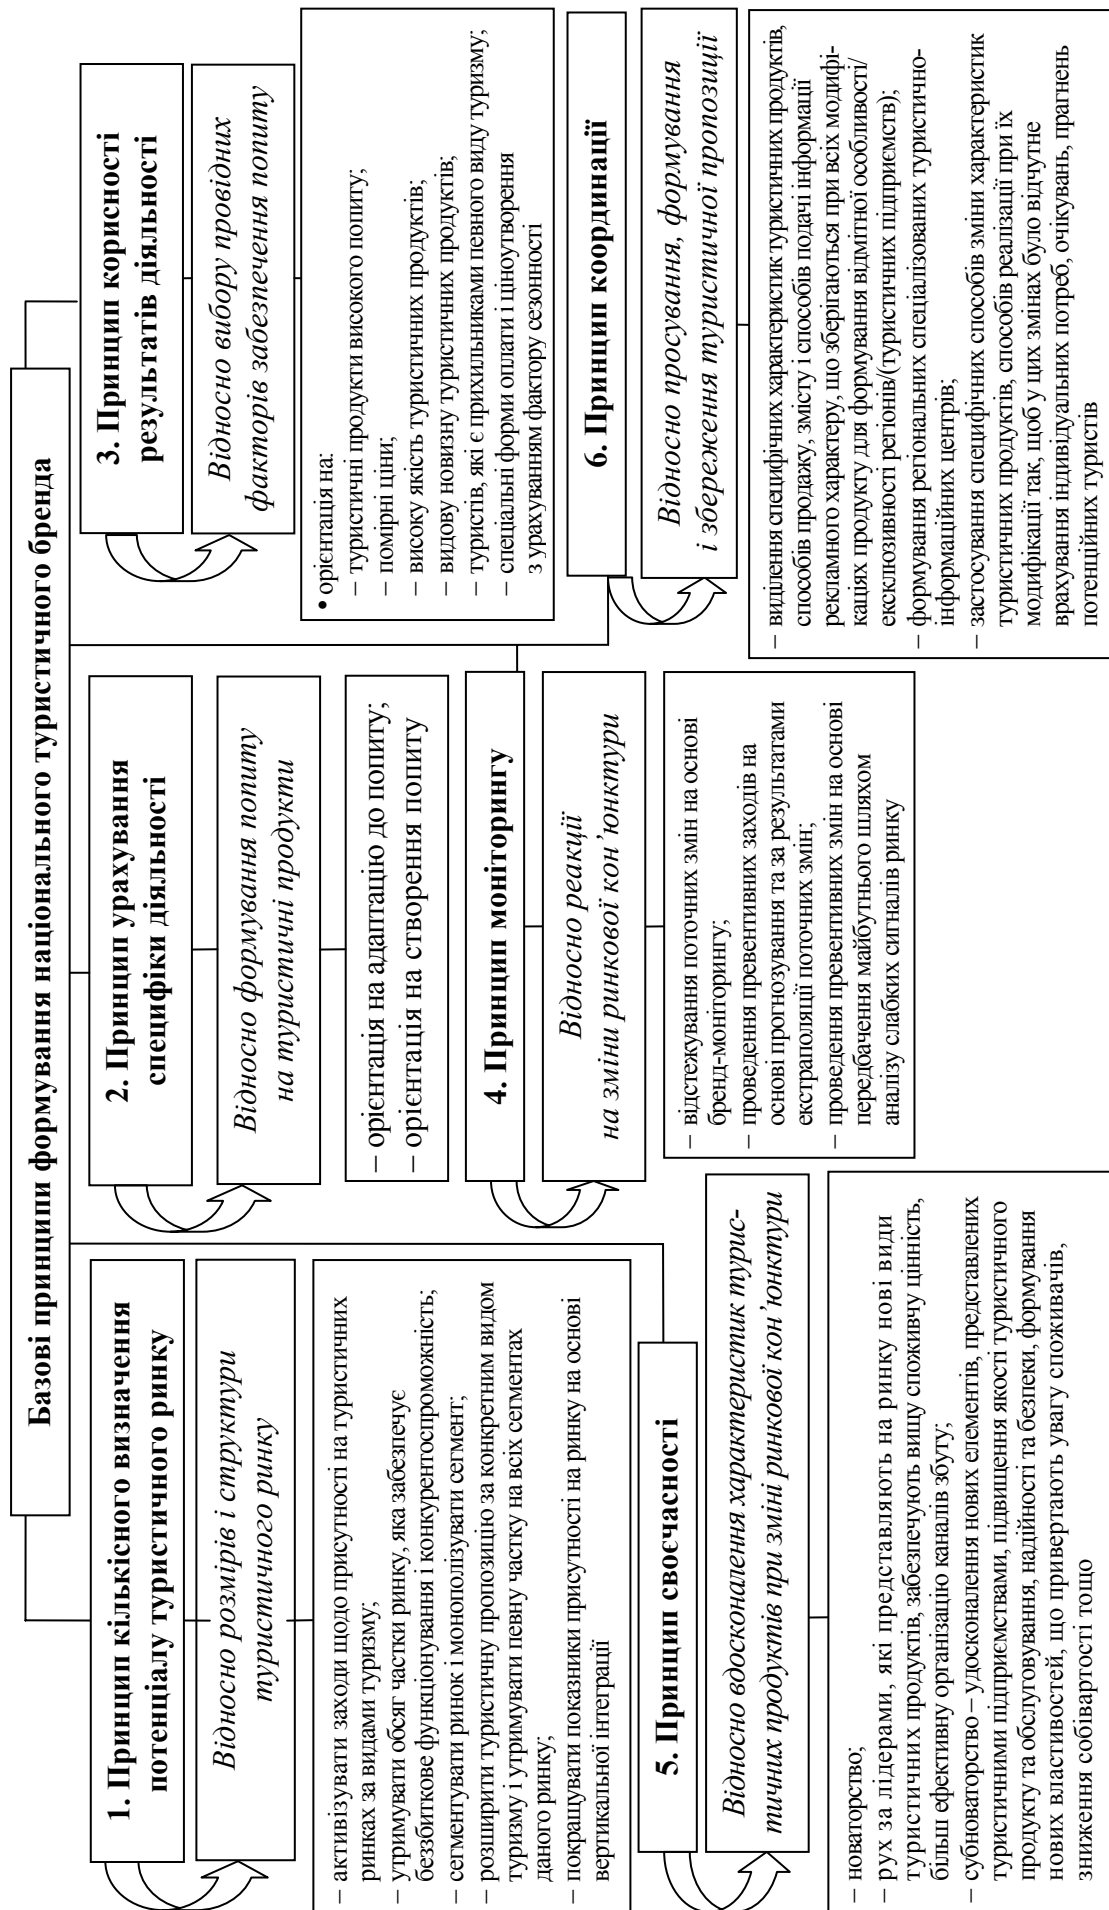 Базові принципи формування національного туристичного бренда
1. Принцип кількісного визначення
потенціалу туристичного ринку
Відносно розмірів і структури
туристичного ринку
– активізувати заходи щодо присутності на туристичних
ринках за видами туризму;
– утримувати обсяг частки ринку, яка забезпечує
беззбиткове функціонування і конкурентоспроможність;
– сегментувати ринок і монополізувати сегмент;
– розширити туристичну пропозицію за конкретним видом
туризму і утримувати певну частку на всіх сегментах
даного ринку;
– покращувати показники присутності на ринку на основі
вертикальної інтеграції
2. Принцип урахування
специфіки діяльності
Відносно формування попиту
на туристичні продукти
– орієнтація на адаптацію до попиту;
– орієнтація на створення попиту
3. Принцип корисності
результатів діяльності
Відносно вибору провідних
факторів забезпечення попиту
• орієнтація на:
– туристичні продукти високого попиту;
– помірні ціни;
– високу якість туристичних продуктів;
– видову новизну туристичних продуктів;
– туристів, які є прихильниками певного виду туризму;
– спеціальні форми оплати і ціноутворення
з урахуванням фактору сезонності
4. Принцип моніторингу
Відносно реакції
на зміни ринкової кон’юнктури
– відстежування поточних змін на основі
бренд-моніторингу;
– проведення превентивних заходів на
основі прогнозування та за результатами
екстраполяції поточних змін;
– проведення превентивних змін на основі
передбачення майбутнього шляхом
аналізу слабких сигналів ринку
5. Принцип своєчасності
Відносно вдосконалення характеристик турис-
тичних продуктів при зміні ринкової кон’юнктури
– новаторство;
– рух за лідерами, які представляють на ринку нові види
туристичних продуктів, забезпечують вищу споживчу цінність,
більш ефективну організацію каналів збуту;
– субноваторство – удосконалення нових елементів, представлених
туристичними підприємствами, підвищення якості туристичного
продукту та обслуговування, надійності та безпеки, формування
нових властивостей, що привертають увагу споживачів,
зниження собівартості тощо
6. Принцип координації
Відносно просування, формування
і збереження туристичної пропозиції
– виділення специфічних характеристик туристичних продуктів,
способів продажу, змісту і способів подачі інформації
рекламного характеру, що зберігаються при всіх модифі-
каціях продукту для формування відмітної особливості/
ексклюзивності регіонів/(туристичних підприємств);
– формування регіональних спеціалізованих туристично-
інформаційних центрів;
– застосування специфічних способів зміни характеристик
туристичних продуктів, способів реалізації при їх
модифікації так, щоб у цих змінах було відчутне
врахування індивідуальних потреб, очікувань, прагнень
потенційних туристів